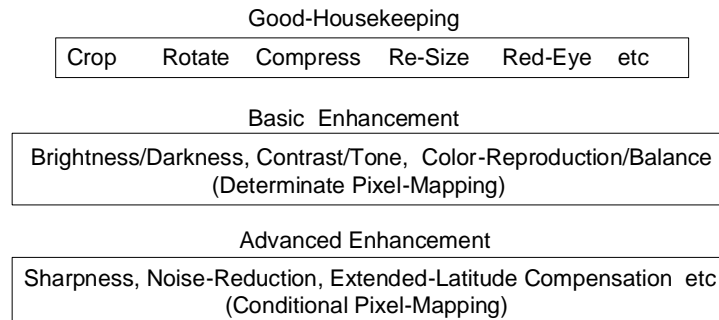 Good-Housekeeping
Crop Rotate Compress Re-Size Red-Eye etc
Basic Enhancement
Brightness/Darkness, Contrast/Tone, Color-Reproduction/Balance
(Determinate Pixel-Mapping)
Advanced Enhancement
Sharpness, Noise-Reduction, Extended-Latitude Compensation etc
(Conditional Pixel-Mapping)